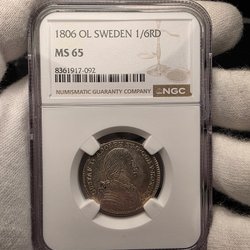 1806 OL SWEDEN 1/6RD
MS 65
8361917-092
NUMISMATIC GUARANTY COMPANY
NGC